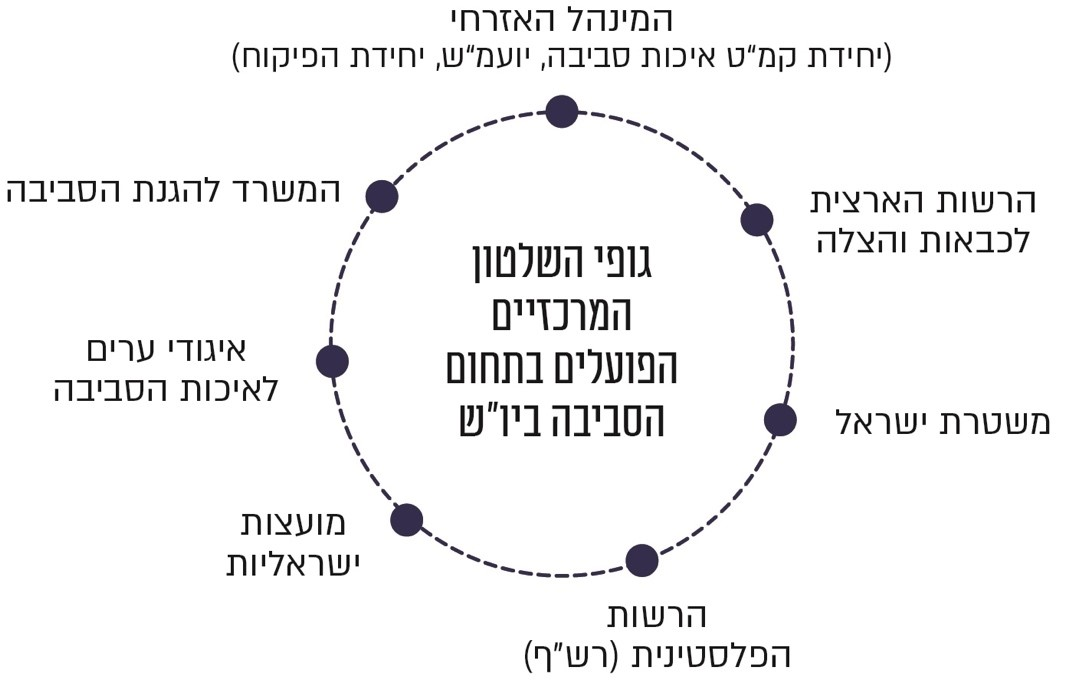 המינהל האזרחי
(יחידת קמ"ט איכות סביבה, יועמ"ש, יחידת הפיקוח)
הרשות הארצית
לכבאות והצלה
משטרת ישראל
הרשות
הפלסטינית (רש"ף)
מועצות
ישראליות
איגודי ערים
לאיכות הסביבה
המשרד להגנת הסביבה
גופי השלטון
המרכזיים
הפועלים בתחום
הסביבה ביו"ש